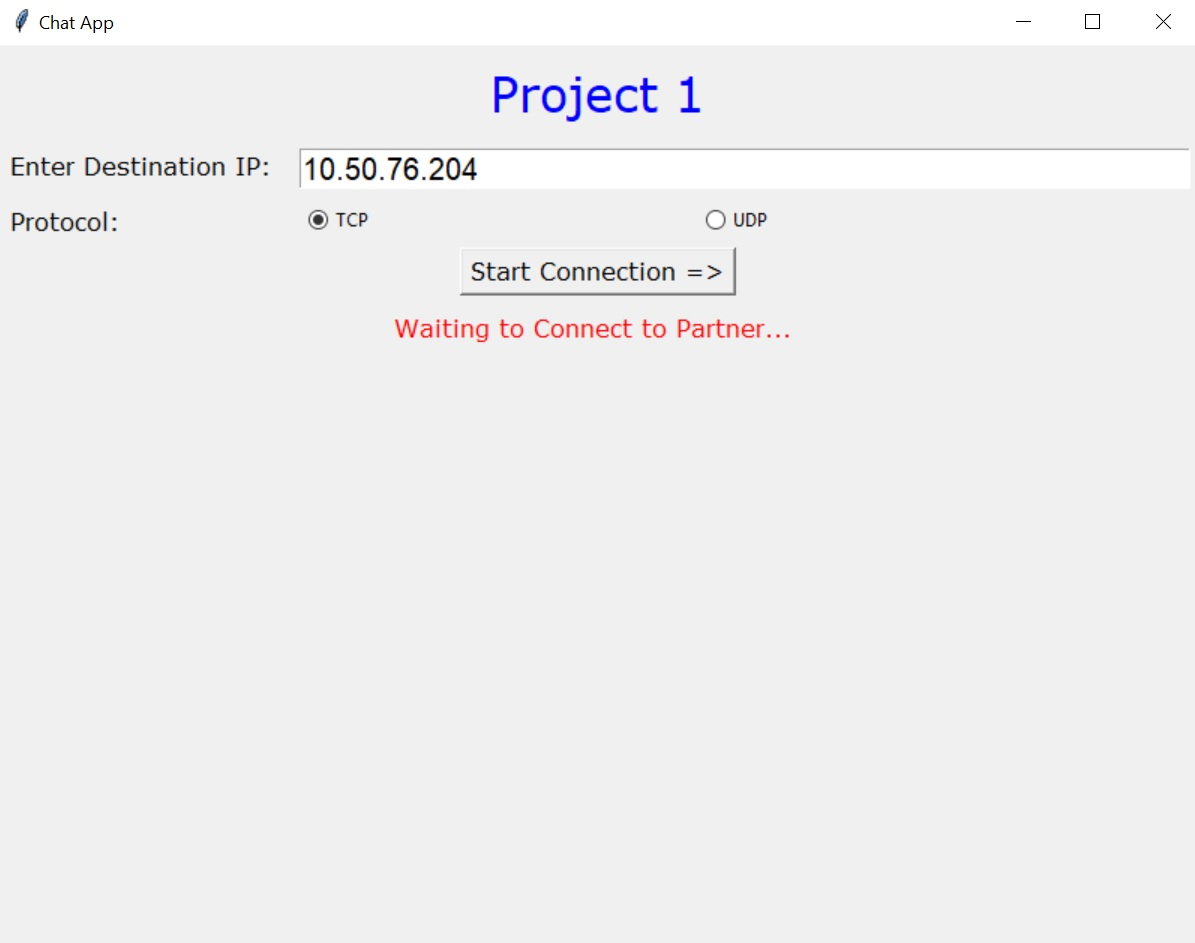 Chat App
Project 1
Enter Destination IP: 10.50.76.204
Protocol: TCP UDP
Start Connection =>
Waiting to Connect to Partner...